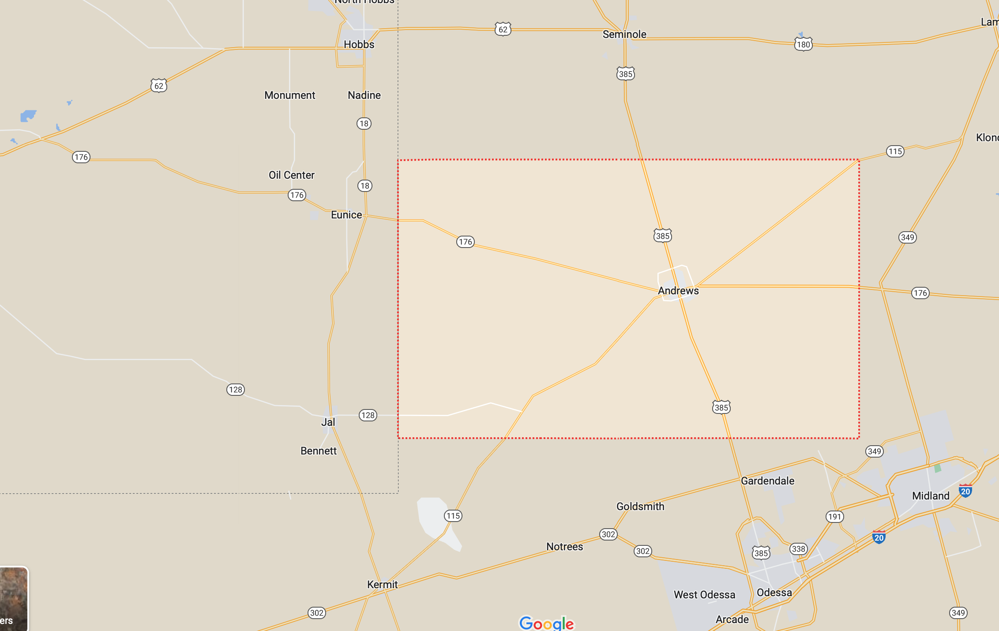 North Hobbs
Lam
62
Seminole
Hobbs
180
385
62
Monument
Nadine
18
Klond
115
176
Oil Center
18
176
Eunice
385
349
176
Andrews
176
128
385
128
Jal
Bennett
349
Gardendale
20
Midland
Goldsmith
115
191
302
20
Notrees
302
338
385
Kermit
Odessa
West Odessa
302
349
Arcade
ers
Google